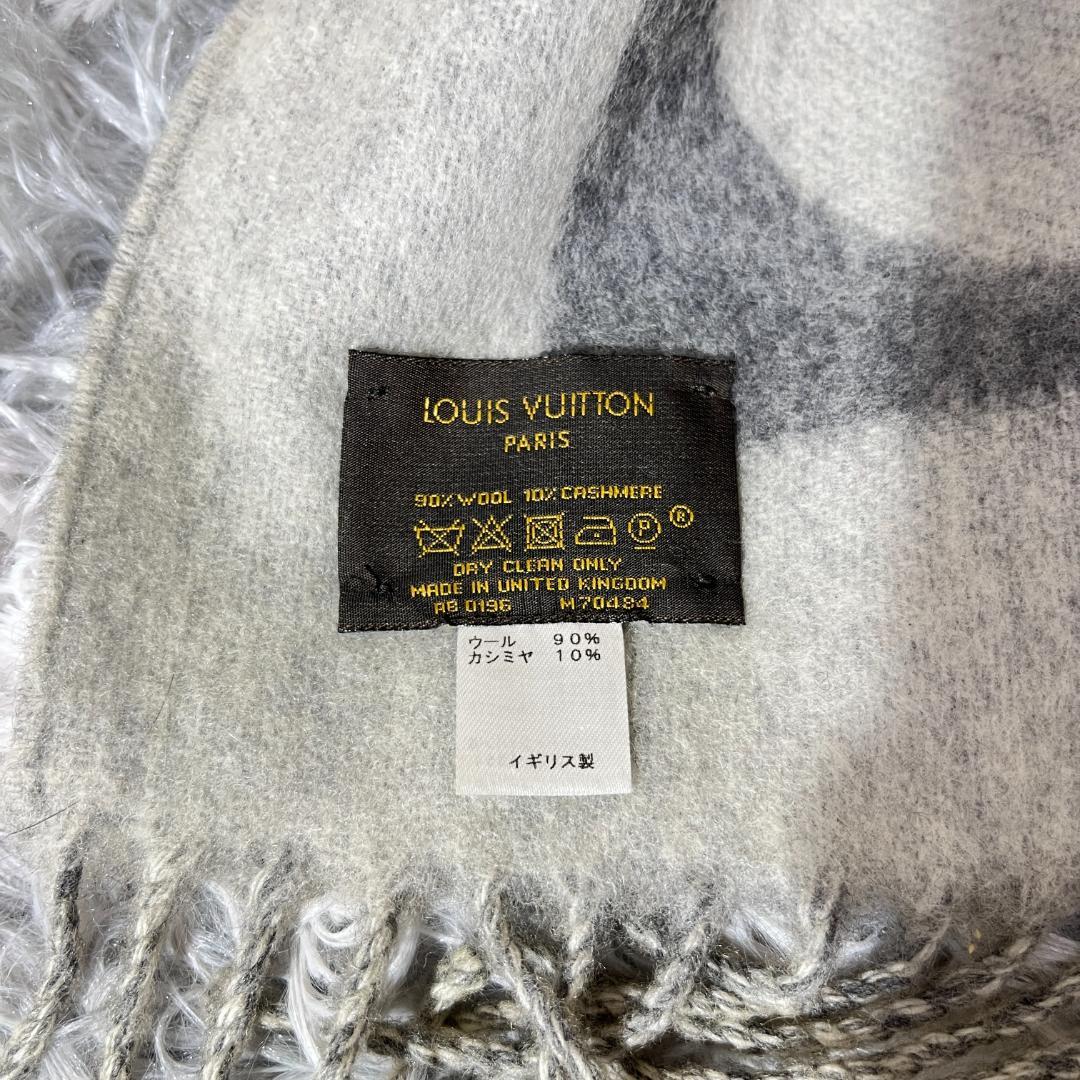 LOUIS VUITTON
PARIS
90% WOOL 10% CASHMERE
P ®
DRY CLEAN ONLY
MADE IN UNITED KINGDOM
AB 0196 M70484
ウール 90%
カシミヤ 10%
イギリス製